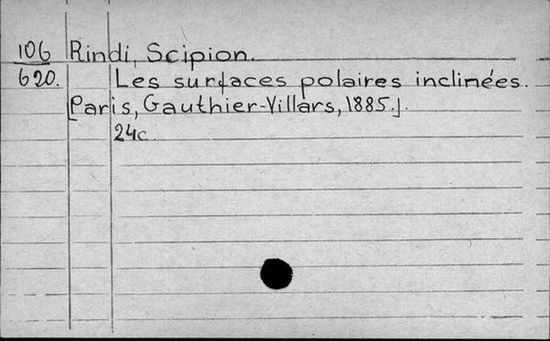 106 Rindi, Scipion.
620. Les surfaces polaires inclinées.
[Paris, Gauthier-Villars, 1885.].
24c.